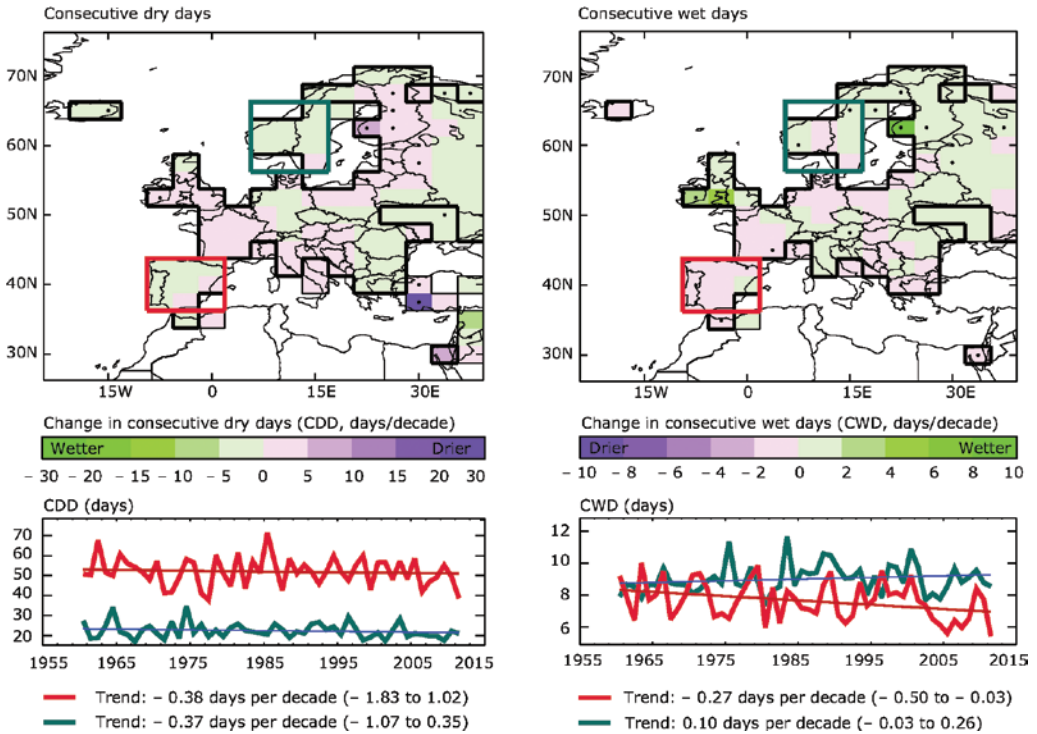 Consecutive dry days
70N
60N
50N
40N
30N
15W 0 15E 30E
Change in consecutive dry days (CDD, days/decade)
Wetter Drier
– 30 – 20 – 15 – 10 – 5 0 5 10 15 20 30
CDD (days)
70
60
50
40
30
20
1955 1965 1975 1985 1995 2005 2015
Trend: – 0.38 days per decade (– 1.83 to 1.02)
Trend: – 0.37 days per decade (– 1.07 to 0.35)
Consecutive wet days
70N
60N
50N
40N
30N
15W 0 15E 30E
Change in consecutive wet days (CWD, days/decade)
Drier Wetter
– 10 – 8 – 6 – 4 – 2 0 2 4 6 8 10
CWD (days)
12
10
8
6
1955 1965 1975 1985 1995 2005 2015
Trend: – 0.27 days per decade (– 0.50 to – 0.03)
Trend: 0.10 days per decade (– 0.03 to 0.26)